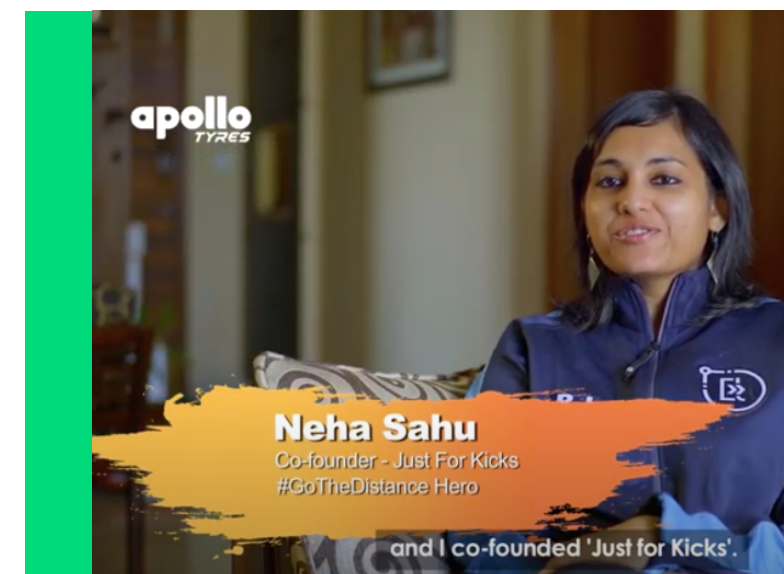 apollo
TYRES
Neha Sahu
Co-founder - Just For Kicks
#GoTheDistance Hero
and I co-founded 'Just for Kicks'.